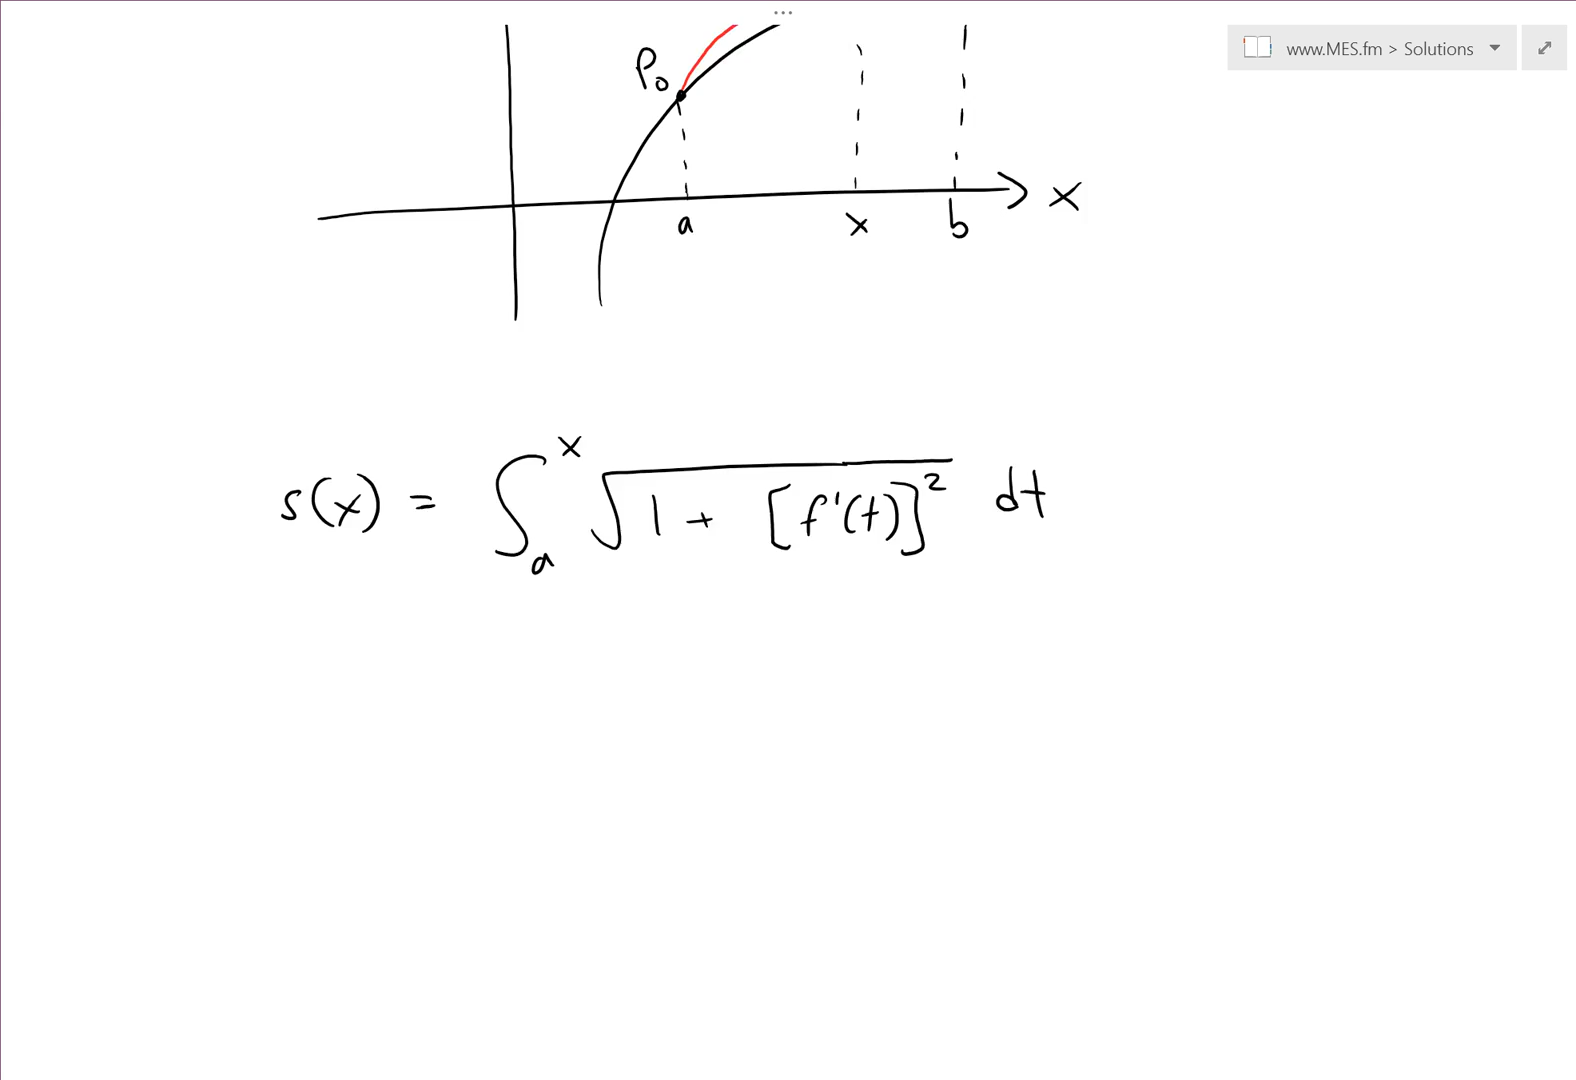 www.MES.fm > Solutions
P₀
x
a x b
s(x) = ∫ₐˣ √(1 + [f'(t)]²) dt